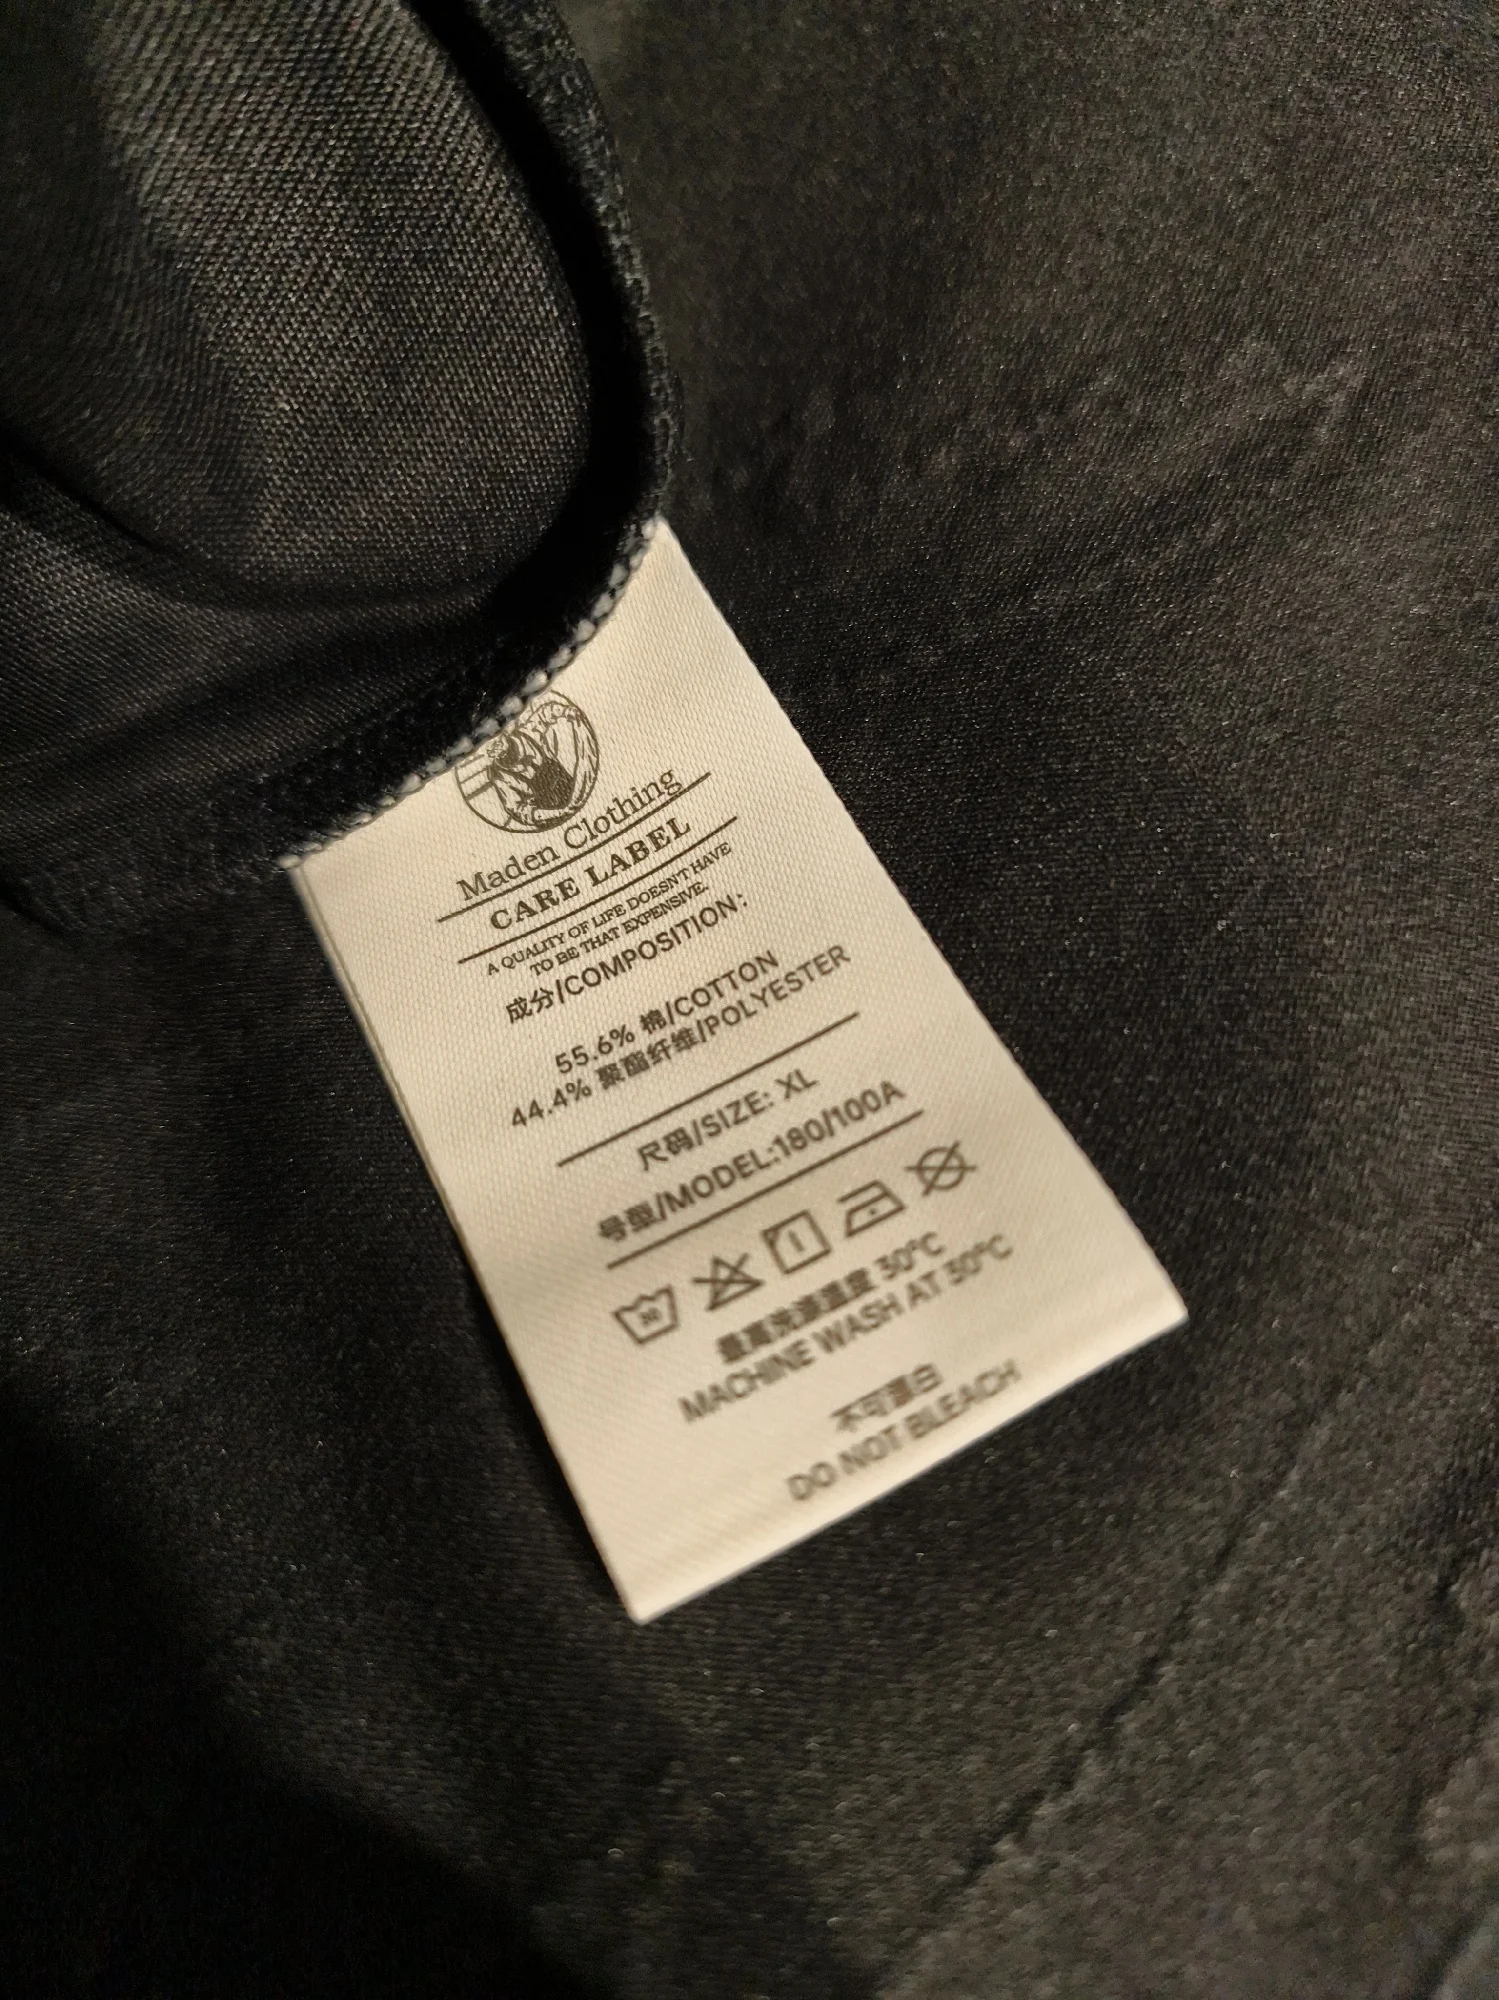 Maden Clothing
CARE LABEL
A QUALITY OF LIFE DOESN'T HAVE
TO BE THAT EXPENSIVE.
成分/COMPOSITION:
55.6% 棉/COTTON
44.4% 聚酯纤维/POLYESTER
尺码/SIZE: XL
号型/MODEL:180/100A
30
最高洗涤温度 30°C
MACHINE WASH AT 30°C
不可漂白
DO NOT BLEACH